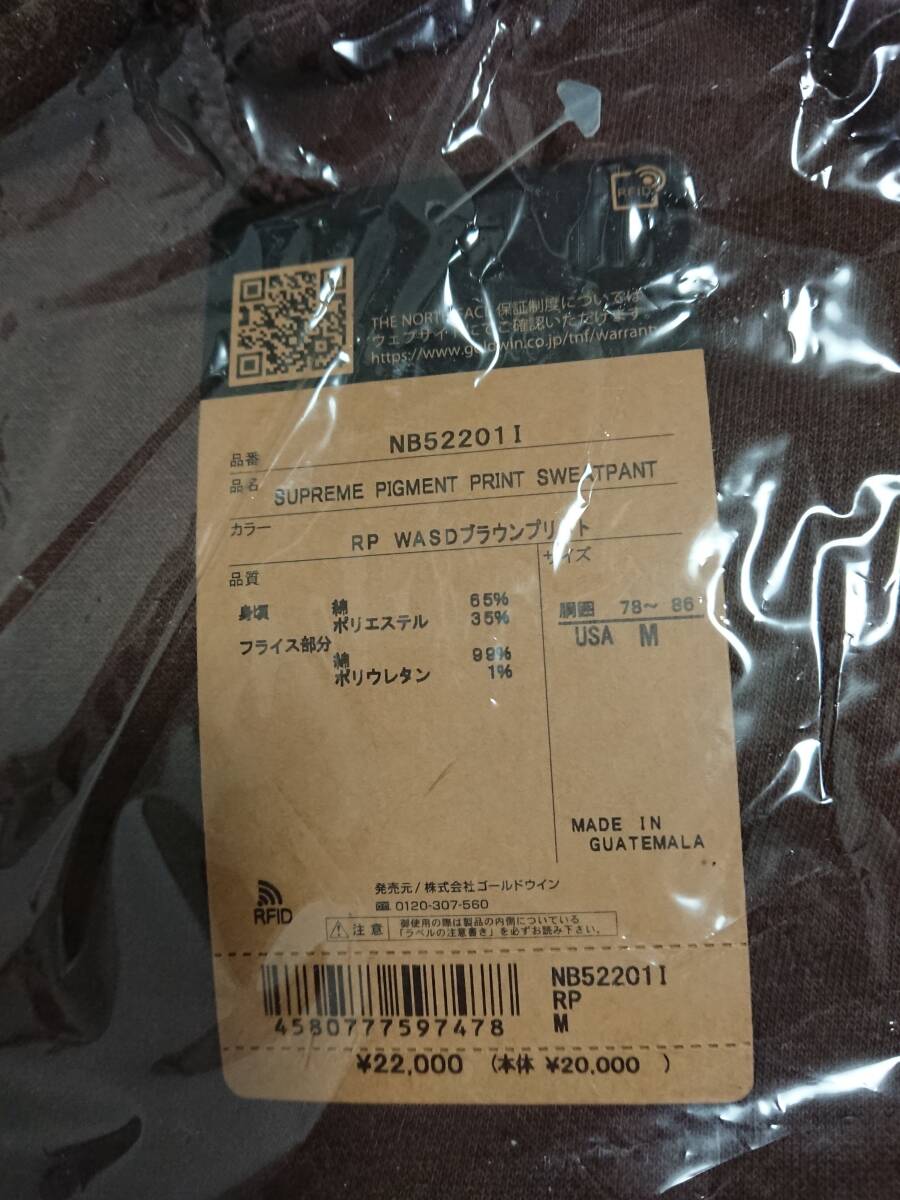 RFID
THE NORTH FACE 保証制度については、
ウェブサイトにてご確認いただけます。
https://www.goldwin.co.jp/tnf/warranty
品番 NB52201I
品名 SUPREME PIGMENT PRINT SWEATPANT
カラー RP WASDブラウンプリント
品質
サイズ
身頃 綿 65%
ポリエステル 35%
フライス部分
綿 99%
ポリウレタン 1%
胴囲 78~ 86
USA M
MADE IN
GUATEMALA
RFID
発売元/株式会社ゴールドウイン
0120-307-560
注意
御使用の際は製品の内側についている
「ラベルの注意書き」を必ずお読み下さい。
4580777597478
NB52201I
RP
M
¥22,000 (本体 ¥20,000 )